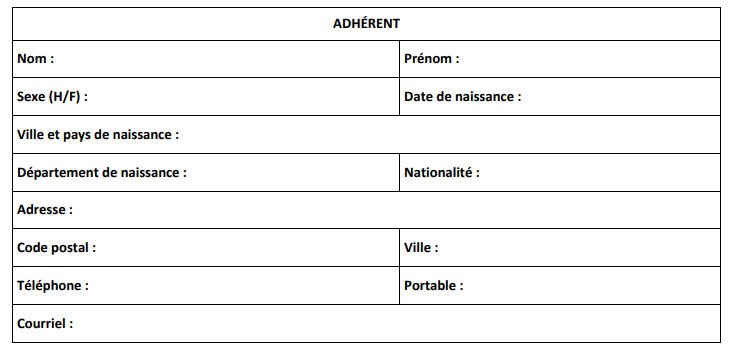 ADHÉRENT
Nom :
Prénom :
Sexe (H/F) :
Date de naissance :
Ville et pays de naissance :
Département de naissance :
Nationalité :
Adresse :
Code postal :
Ville :
Téléphone :
Portable :
Courriel :